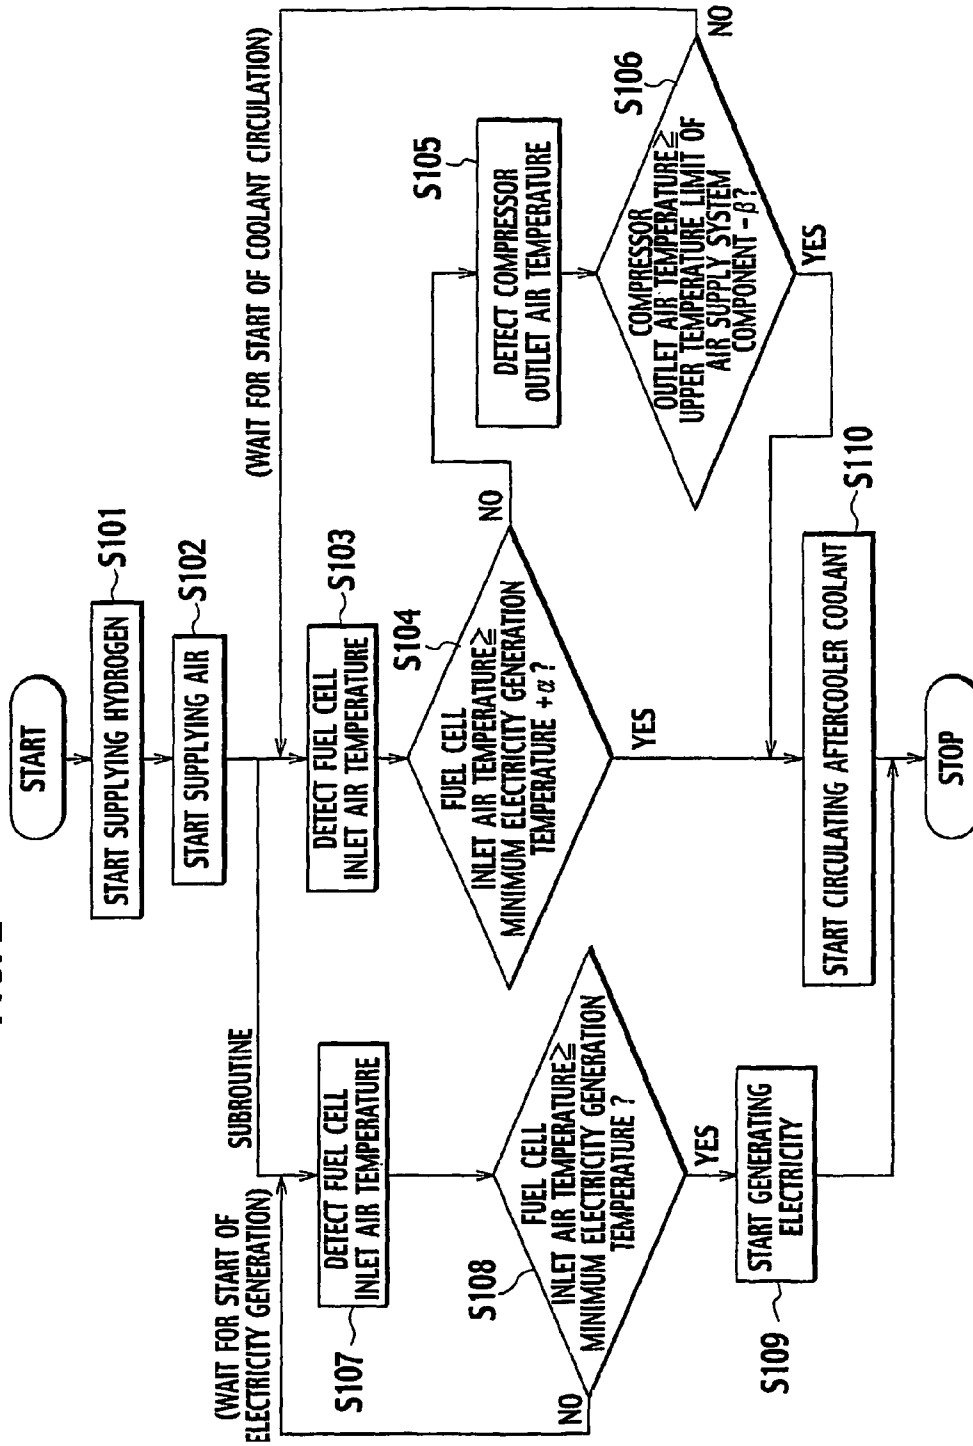 START
START SUPPLYING HYDROGEN
S101
START SUPPLYING AIR
S102
SUBROUTINE
(WAIT FOR START OF COOLANT CIRCULATION)
DETECT FUEL CELL
INLET AIR TEMPERATURE
S103
FUEL CELL
INLET AIR TEMPERATURE≧
MINIMUM ELECTRICITY GENERATION
TEMPERATURE +α?
S104
NO
YES
DETECT COMPRESSOR
OUTLET AIR TEMPERATURE
S105
COMPRESSOR
OUTLET AIR TEMPERATURE≧
UPPER TEMPERATURE LIMIT OF
AIR SUPPLY SYSTEM
COMPONENT-β?
S106
NO
YES
(WAIT FOR START OF
ELECTRICITY GENERATION)
DETECT FUEL CELL
INLET AIR TEMPERATURE
S107
FUEL CELL
INLET AIR TEMPERATURE≧
MINIMUM ELECTRICITY GENERATION
TEMPERATURE ?
S108
NO
YES
START GENERATING
ELECTRICITY
S109
START CIRCULATING AFTERCOOLER COOLANT
S110
STOP